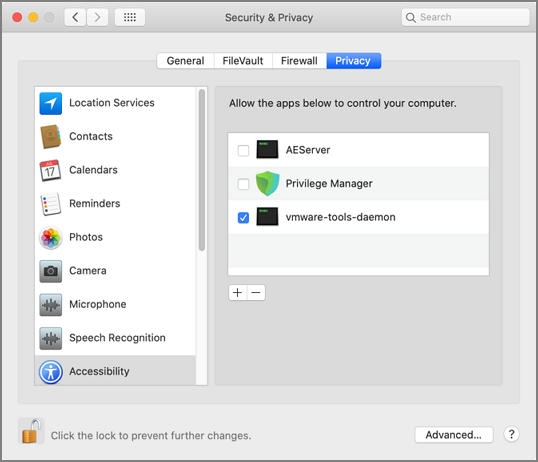 Security & Privacy
Search
General
FileVault
Firewall
Privacy
Location Services
Contacts
JUL
17
Calendars
Reminders
Photos
Camera
Microphone
Speech Recognition
Accessibility
Allow the apps below to control your computer.
AEServer
Privilege Manager
vmware-tools-daemon
+
−
Click the lock to prevent further changes.
Advanced...
?